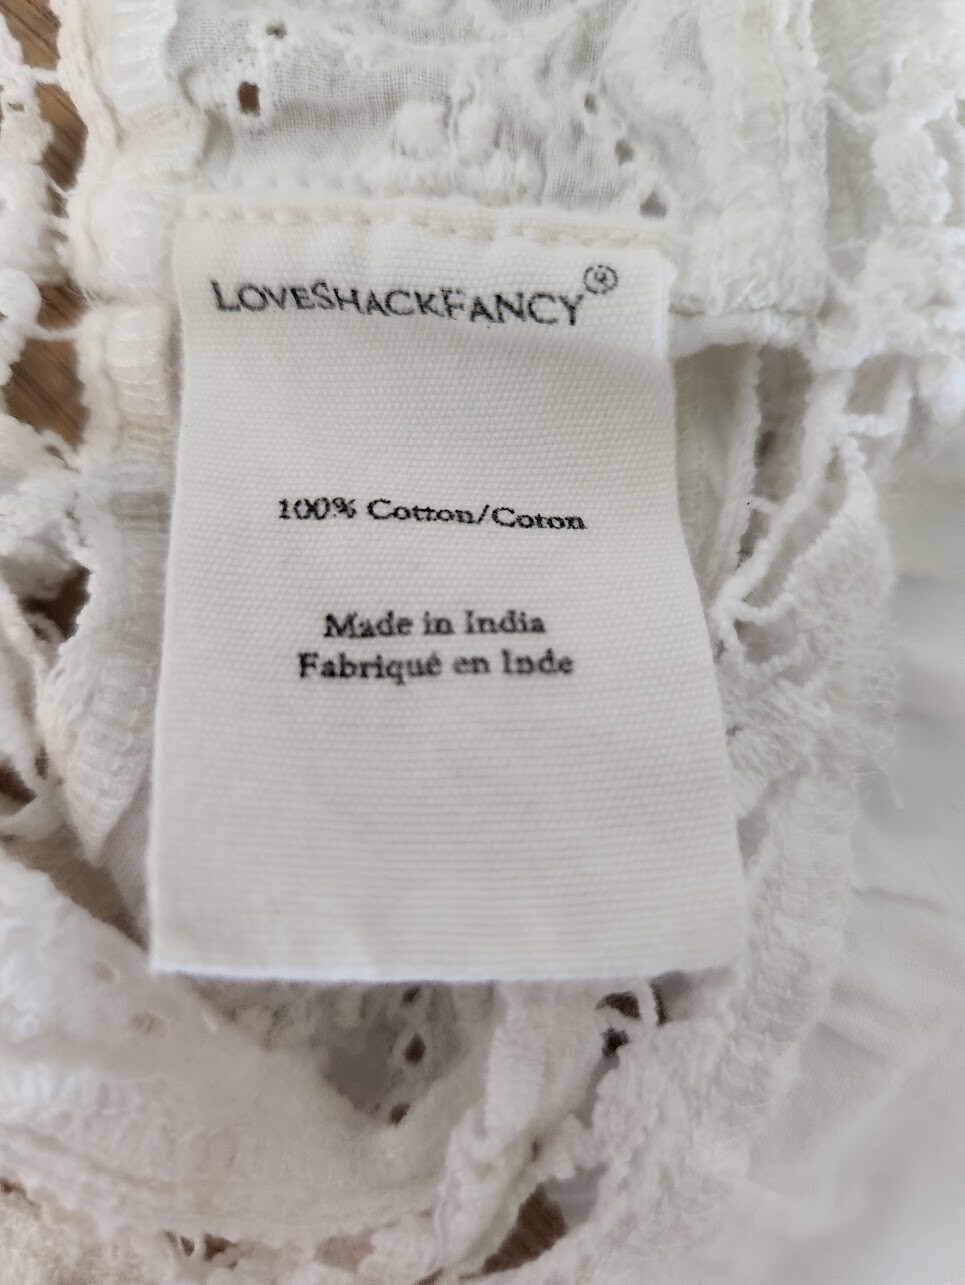 LOVESHACKFANCY®
100% Cotton/Coton
Made in India
Fabriqué en Inde